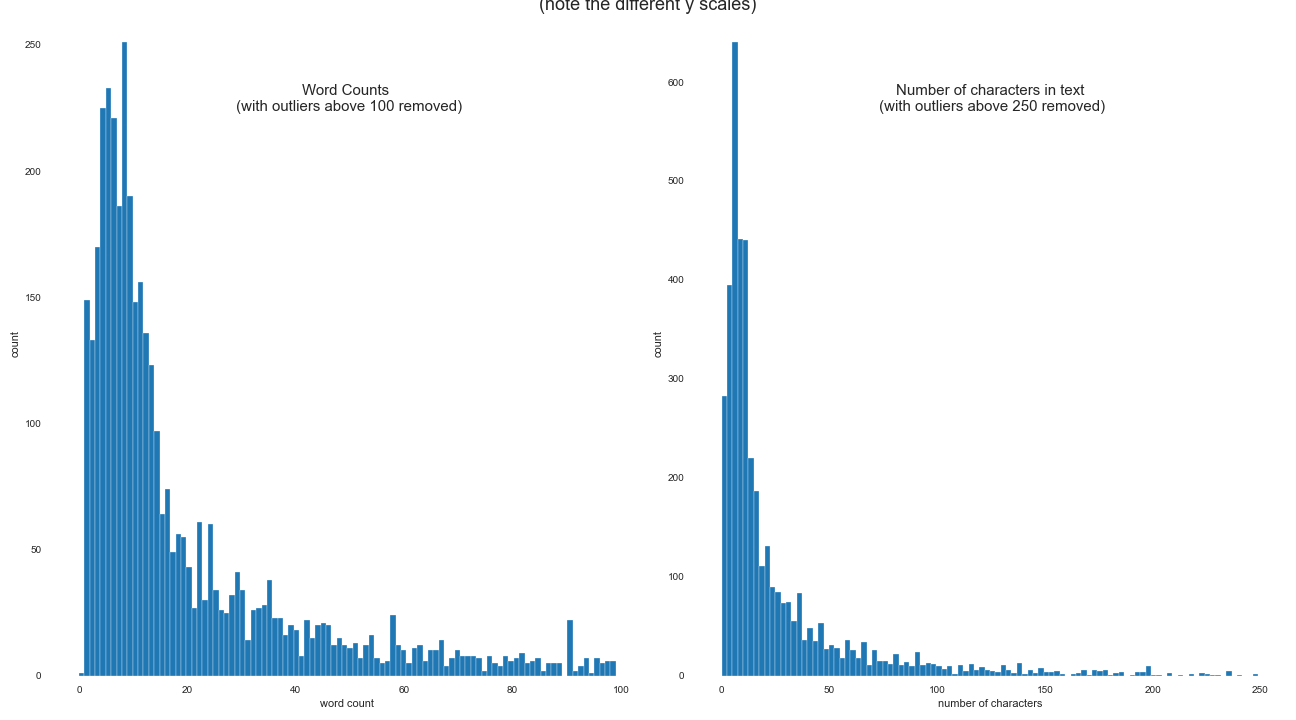 (note the different y scales)
Word Counts
(with outliers above 100 removed)
250
200
150
100
50
0
count
0 20 40 60 80 100
word count
Number of characters in text
(with outliers above 250 removed)
600
500
400
300
200
100
0
count
0 50 100 150 200 250
number of characters